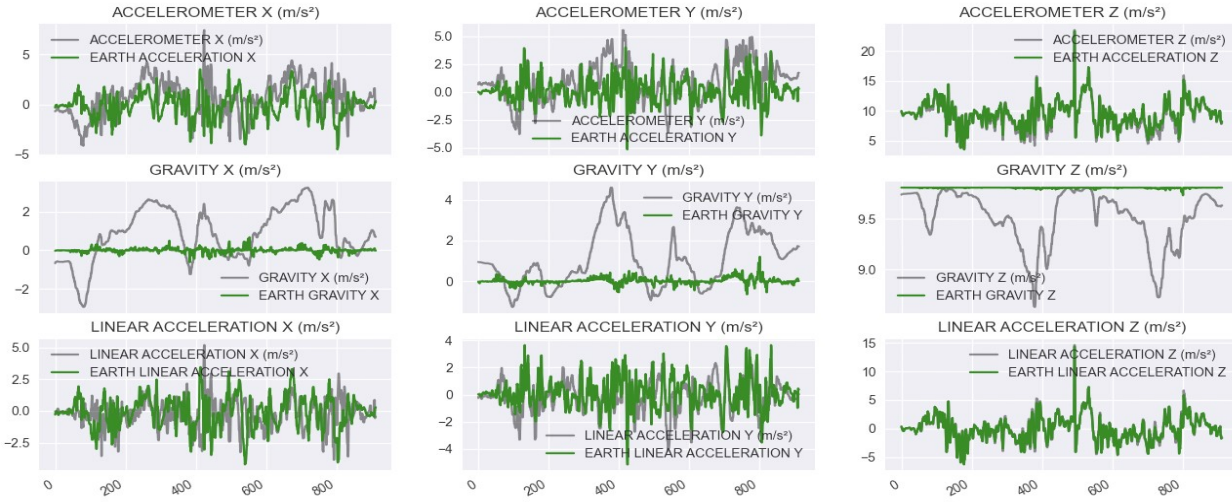 ACCELEROMETER X (m/s²)
ACCELEROMETER X (m/s²)
EARTH ACCELERATION X
5
0
−5
ACCELEROMETER Y (m/s²)
5.0
2.5
0.0
−2.5
−5.0
ACCELEROMETER Y (m/s²)
EARTH ACCELERATION Y
ACCELEROMETER Z (m/s²)
ACCELEROMETER Z (m/s²)
EARTH ACCELERATION Z
20
15
10
5
GRAVITY X (m/s²)
2
0
−2
GRAVITY X (m/s²)
EARTH GRAVITY X
GRAVITY Y (m/s²)
GRAVITY Y (m/s²)
EARTH GRAVITY Y
4
2
0
GRAVITY Z (m/s²)
9.5
9.0
GRAVITY Z (m/s²)
EARTH GRAVITY Z
LINEAR ACCELERATION X (m/s²)
LINEAR ACCELERATION X (m/s²)
EARTH LINEAR ACCELERATION X
5.0
2.5
0.0
−2.5
0
200
400
600
800
LINEAR ACCELERATION Y (m/s²)
4
2
0
−2
−4
LINEAR ACCELERATION Y (m/s²)
EARTH LINEAR ACCELERATION Y
0
200
400
600
800
LINEAR ACCELERATION Z (m/s²)
LINEAR ACCELERATION Z (m/s²)
EARTH LINEAR ACCELERATION Z
15
10
5
0
−5
0
200
400
600
800